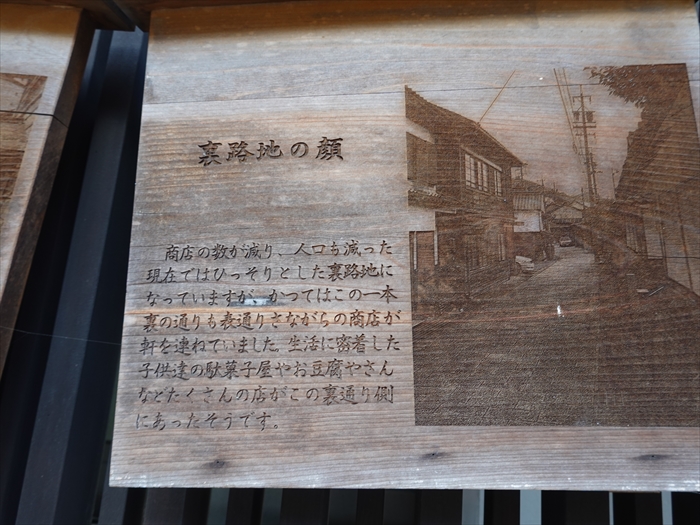 裏路地の顔
商店の数が減り、人口も減った
現在ではひっそりとした裏路地に
なっていますが、かつてはこの一本
裏の通りも表通りさながらの商店が
軒を連ねていました。生活に密着した
子供達の駄菓子屋やお豆腐やさん
などたくさんの店がこの裏通り側
にあったそうです。